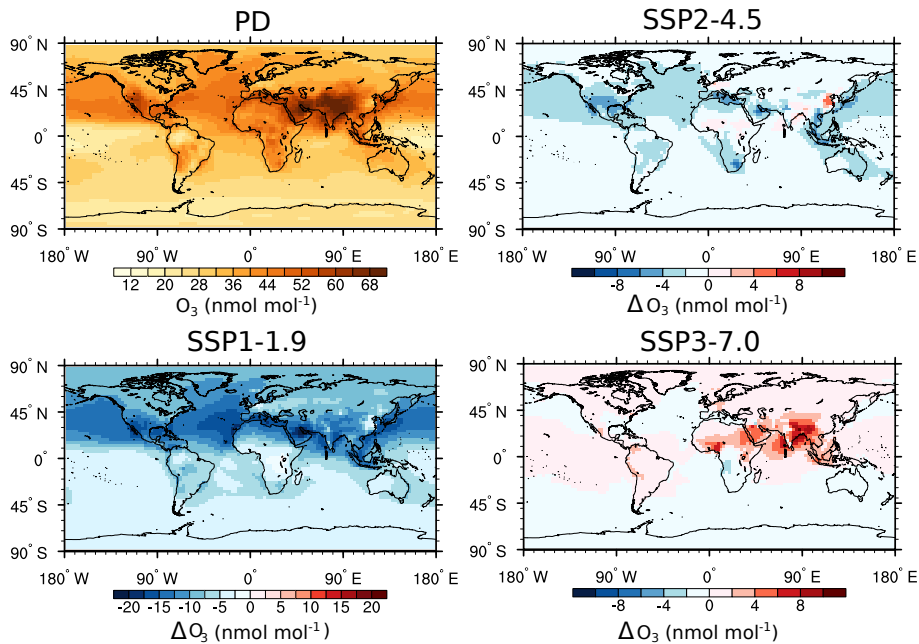 PD
90° N
45° N
0°
45° S
90° S
180° W
90° W
0°
90° E
180° E
12 20 28 36 44 52 60 68
O₃ (nmol mol⁻¹)
SSP2-4.5
90° N
45° N
0°
45° S
90° S
180° W
90° W
0°
90° E
180° E
-8 -4 0 4 8
Δ O₃ (nmol mol⁻¹)
SSP1-1.9
90° N
45° N
0°
45° S
90° S
180° W
90° W
0°
90° E
180° E
-20 -15 -10 -5 0 5 10 15 20
Δ O₃ (nmol mol⁻¹)
SSP3-7.0
90° N
45° N
0°
45° S
90° S
180° W
90° W
0°
90° E
180° E
-8 -4 0 4 8
Δ O₃ (nmol mol⁻¹)